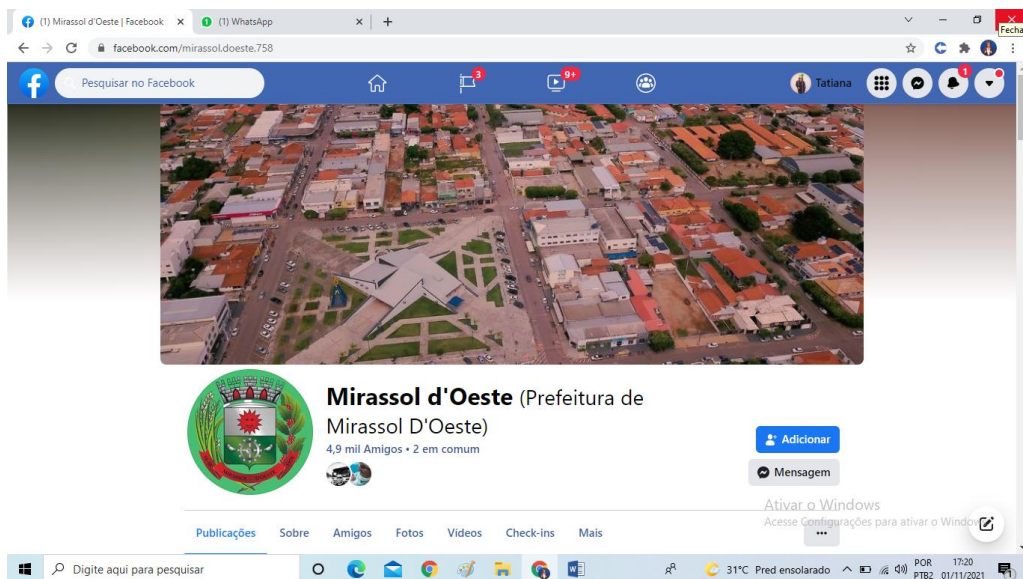 (1) Mirassol d'Oeste | Facebook
(1) WhatsApp
Fecha
facebook.com/mirassol.doeste.758
Pesquisar no Facebook
3
9+
Tatiana
1
Mirassol d'Oeste (Prefeitura de
Mirassol D'Oeste)
4,9 mil Amigos • 2 em comum
Adicionar
Mensagem
Ativar o Windows
Acesse Configurações para ativar o Windows
Publicações Sobre Amigos Fotos Vídeos Check-ins Mais
Digite aqui para pesquisar
31°C Pred ensolarado
POR 17:20
PTB2 01/11/2021